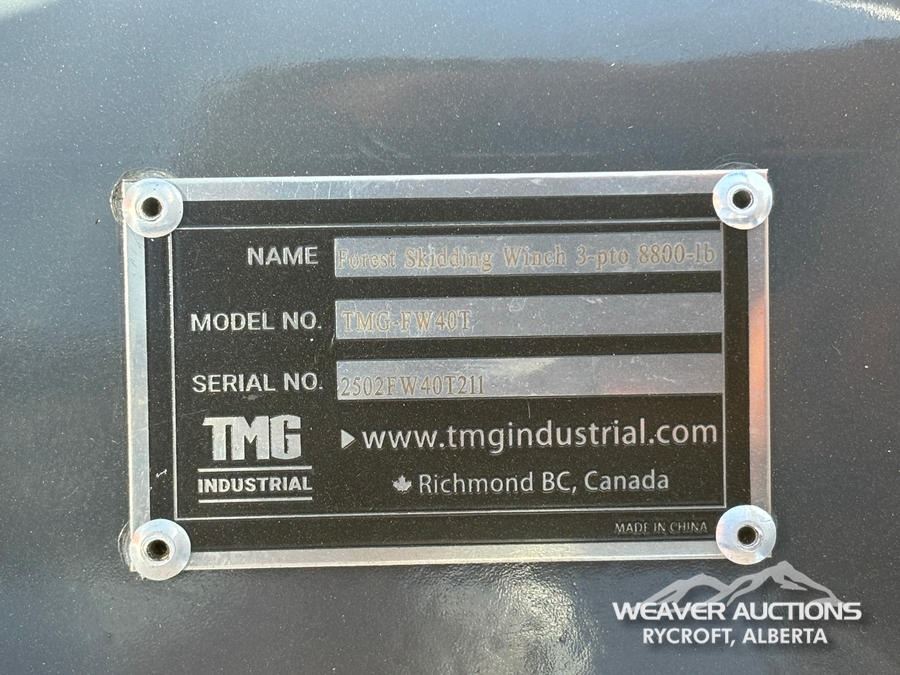 NAME Forest Skidding Winch 3-pto 8800-lb
MODEL NO. TMG-FW40T
SERIAL NO. 2502FW40T211
TMG
INDUSTRIAL
www.tmgindustrial.com
Richmond BC, Canada
MADE IN CHINA
WEAVER AUCTIONS
RYCROFT, ALBERTA